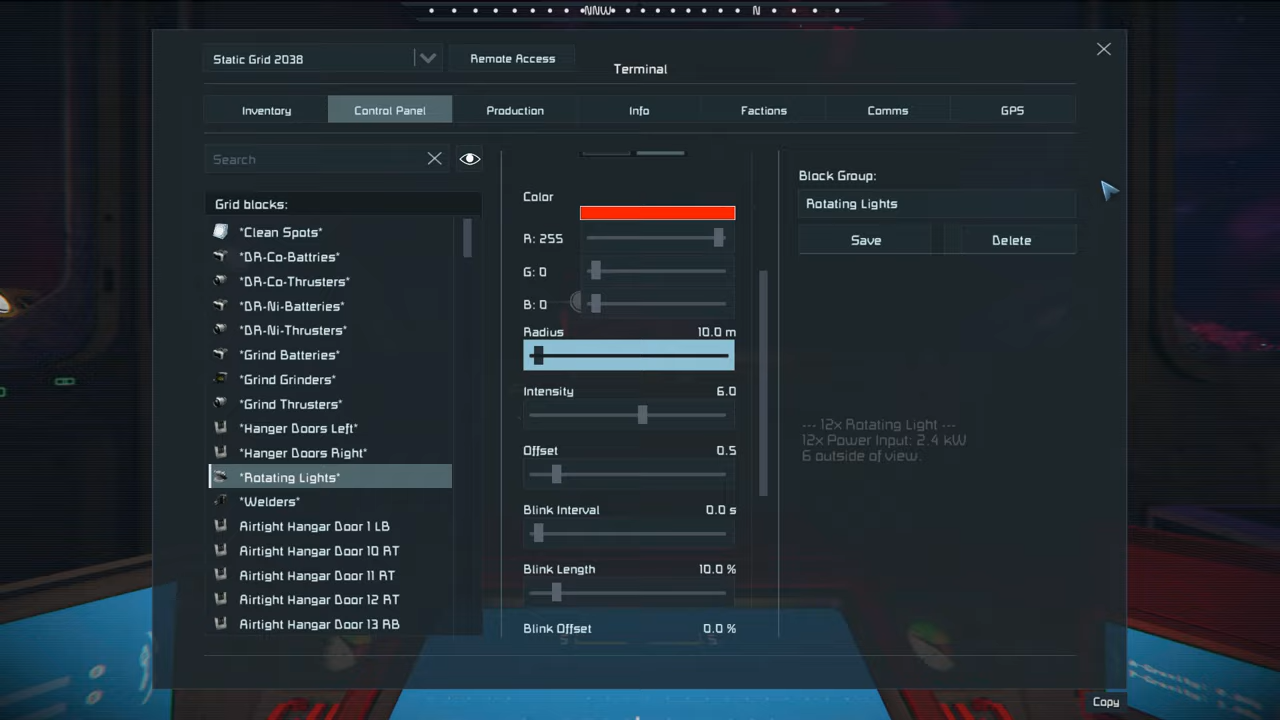 NNW N
Static Grid 2038
Remote Access
Terminal
Inventory
Control Panel
Production
Info
Factions
Comms
GPS
Search
Grid blocks:
*Clean Spots*
*DR-Co-Battries*
*DR-Co-Thrusters*
*DR-Ni-Batteries*
*DR-Ni-Thrusters*
*Grind Batteries*
*Grind Grinders*
*Grind Thrusters*
*Hanger Doors Left*
*Hanger Doors Right*
*Rotating Lights*
*Welders*
Airtight Hangar Door 1 LB
Airtight Hangar Door 10 RT
Airtight Hangar Door 11 RT
Airtight Hangar Door 12 RT
Airtight Hangar Door 13 RB
Color
R: 255
G: 0
B: 0
Radius 10.0 m
Intensity 6.0
Offset 0.5
Blink Interval 0.0 s
Blink Length 10.0 %
Blink Offset 0.0 %
Block Group:
Rotating Lights
Save
Delete
--- 12x Rotating Light ---
12x Power Input: 2.4 kW
6 outside of view.
Copy